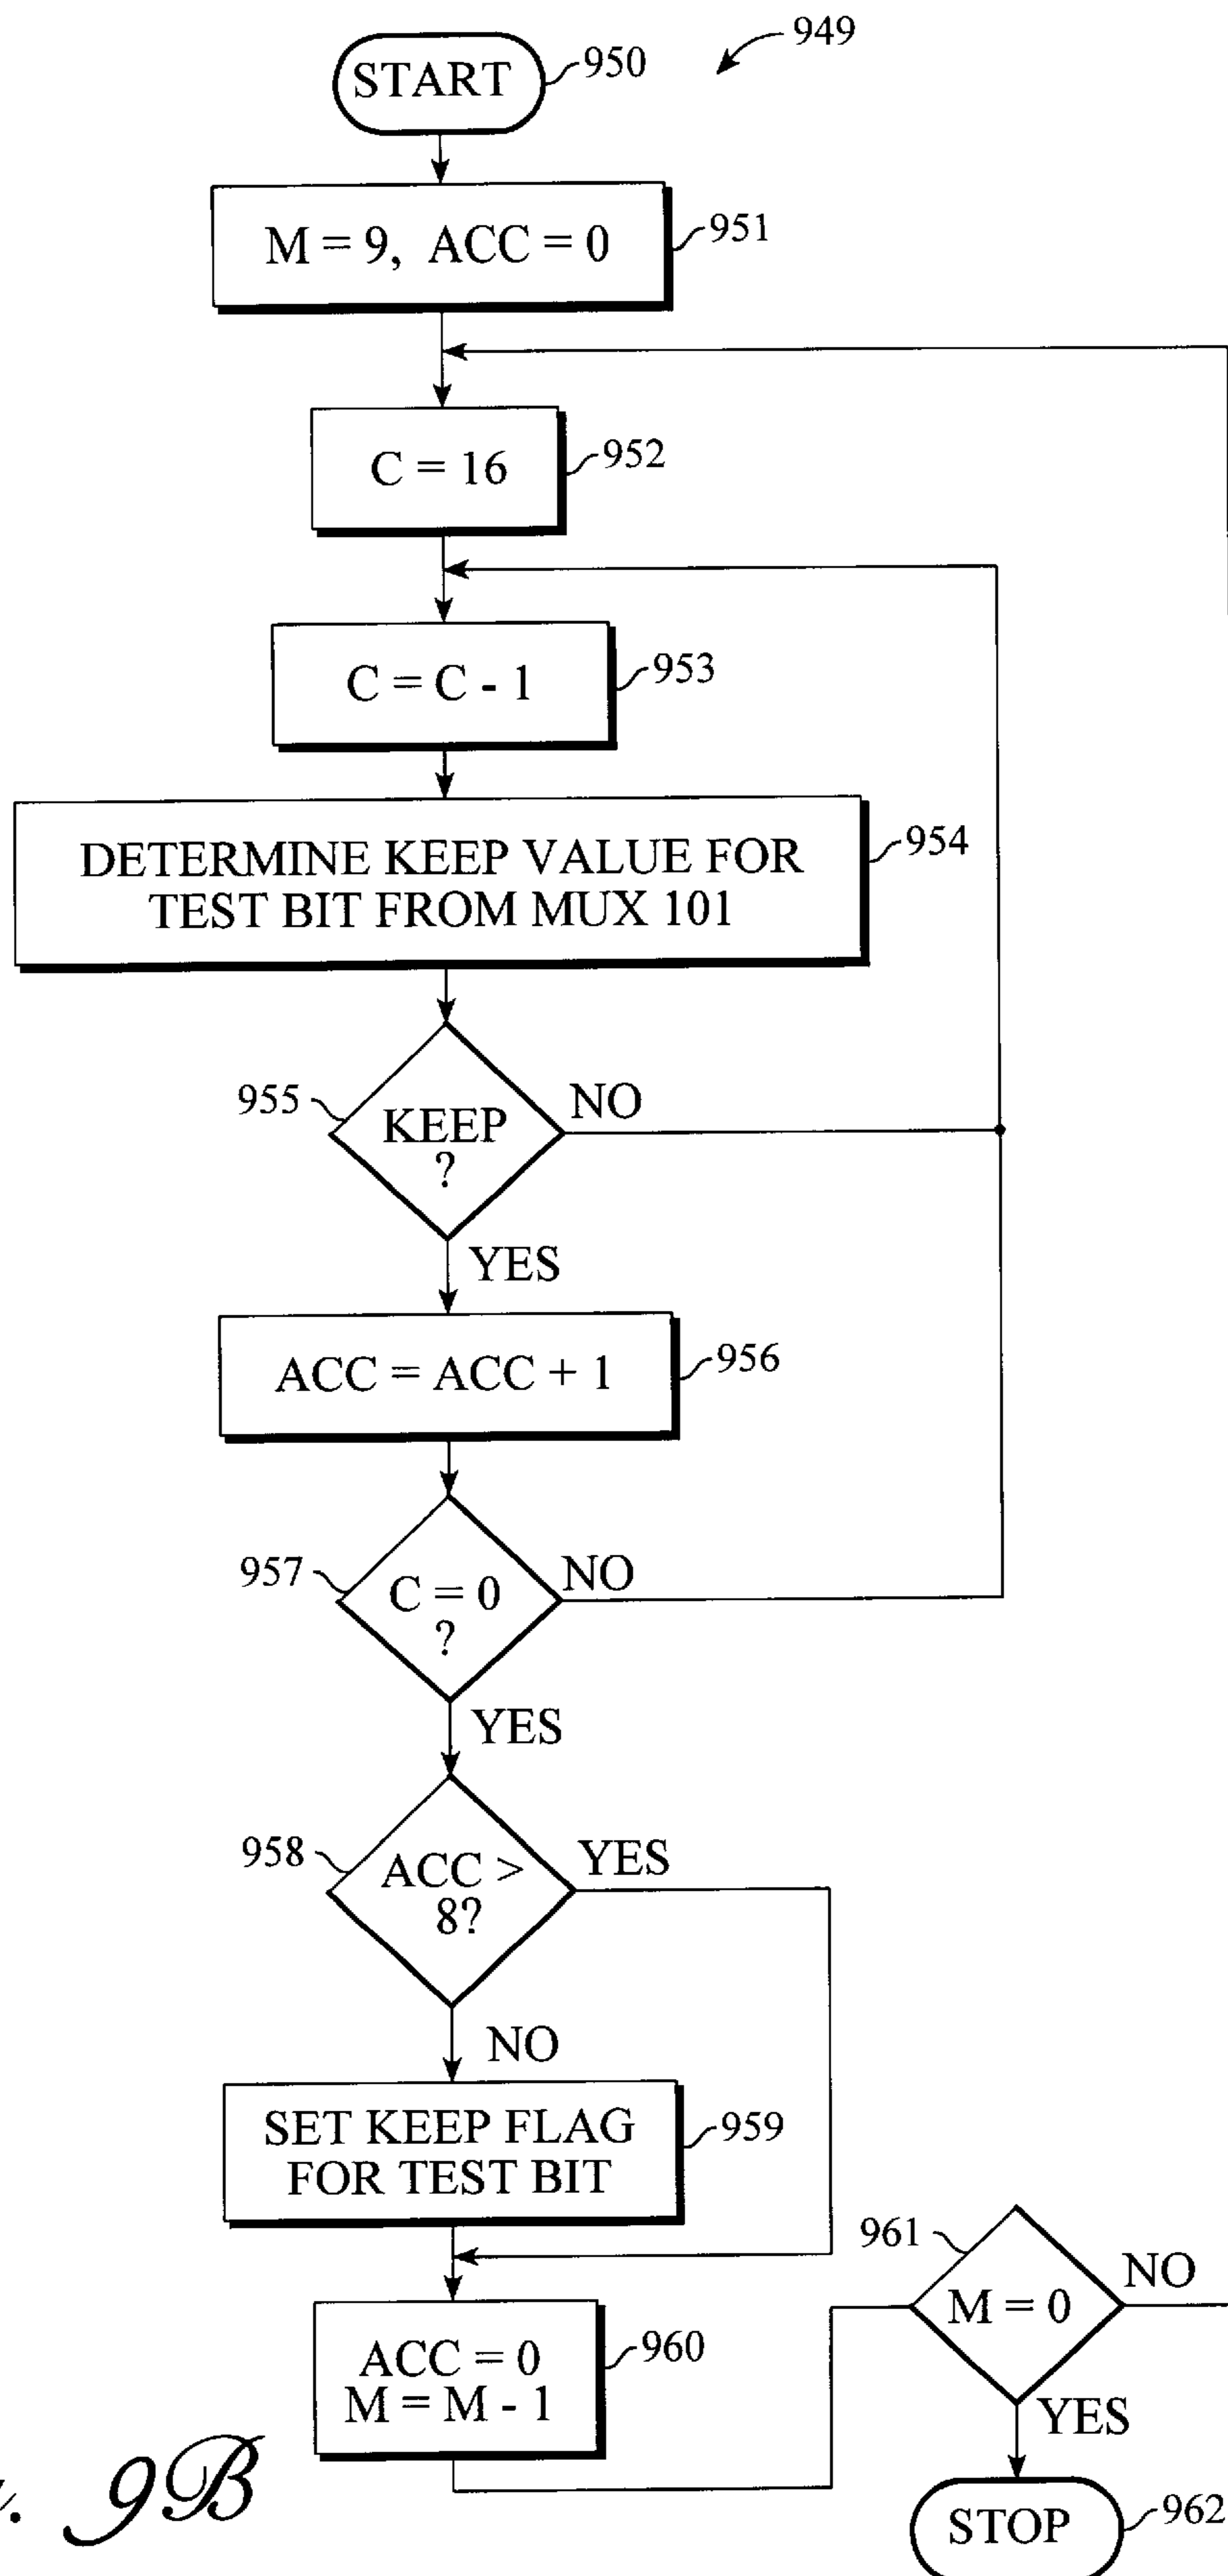 949
START 950
M = 9, ACC = 0 951
C = 16 952
C = C - 1 953
DETERMINE KEEP VALUE FOR 954
TEST BIT FROM MUX 101
955 KEEP NO
?
YES
ACC = ACC + 1 956
957 C = 0 NO
?
YES
958 ACC > YES
8?
NO
SET KEEP FLAG 959
FOR TEST BIT
961 M = 0 NO
ACC = 0 960
M = M - 1
YES
9B
STOP 962